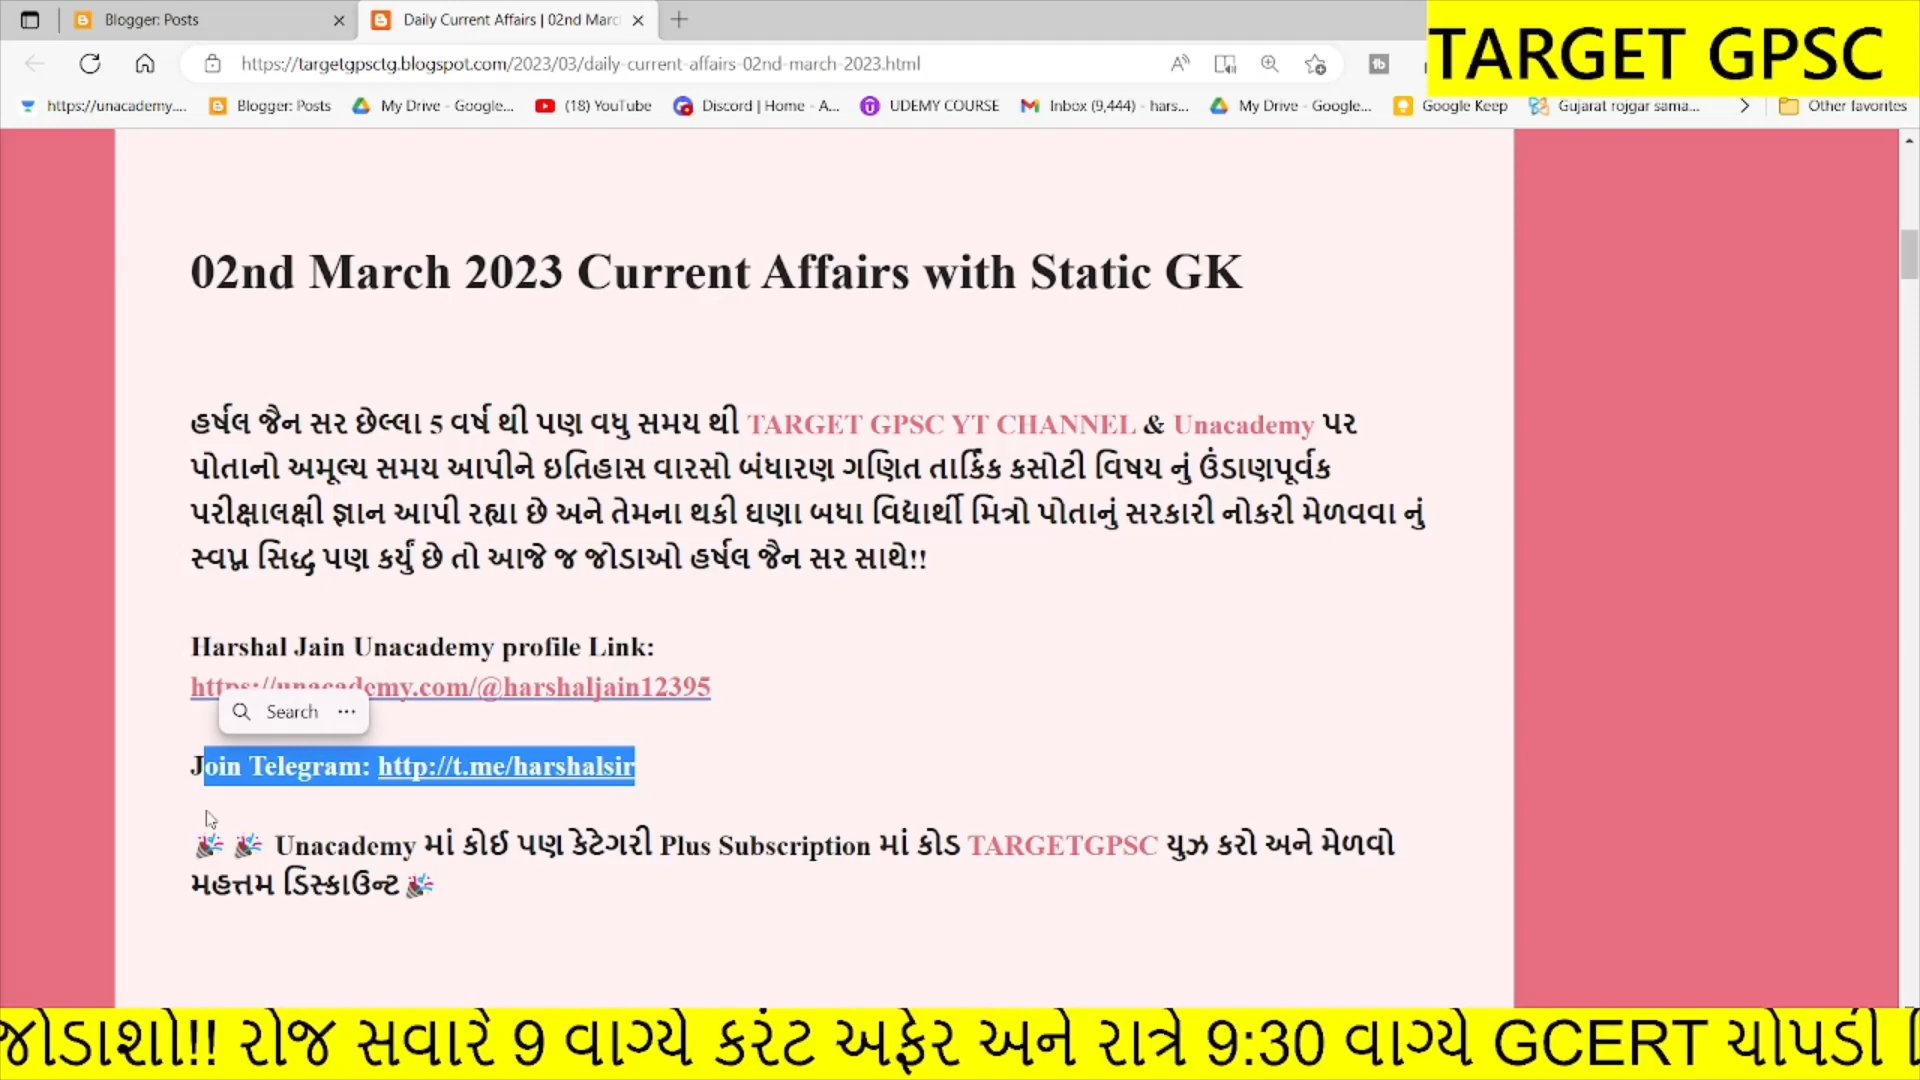 Blogger: Posts
Daily Current Affairs | 02nd Marc
TARGET GPSC
https://targetgpsctg.blogspot.com/2023/03/daily-current-affairs-02nd-march-2023.html
https://unacademy....
Blogger: Posts
My Drive - Google...
(18) YouTube
Discord | Home - A...
UDEMY COURSE
Inbox (9,444) - hars...
My Drive - Google...
Google Keep
Gujarat rojgar sama...
Other favorites
02nd March 2023 Current Affairs with Static GK
હર્ષલ જૈન સર છેલ્લા 5 વર્ષ થી પણ વધુ સમય થી TARGET GPSC YT CHANNEL & Unacademy પર
પોતાનો અમૂલ્ય સમય આપીને ઇતિહાસ વારસો બંધારણ ગણિત તાર્કિક કસોટી વિષય નું ઉંડાણપૂર્વક
પરીક્ષાલક્ષી જ્ઞાન આપી રહ્યા છે અને તેમના થકી ઘણા બધા વિદ્યાર્થી મિત્રો પોતાનું સરકારી નોકરી મેળવવા નું
સ્વપ્ન સિદ્ધ પણ કર્યું છે તો આજે જ જોડાઓ હર્ષલ જૈન સર સાથે!!
Harshal Jain Unacademy profile Link:
https://unacademy.com/@harshaljain12395
Search
Join Telegram: http://t.me/harshalsir
🎉 🎉 Unacademy માં કોઈ પણ કેટેગરી Plus Subscription માં કોડ TARGETGPSC યુઝ કરો અને મેળવો
મહત્તમ ડિસ્કાઉન્ટ 🎉
જોડાશો!! રોજ સવારે 9 વાગ્યે કરંટ અફેર અને રાત્રે 9:30 વાગ્યે GCERT ચોપડી